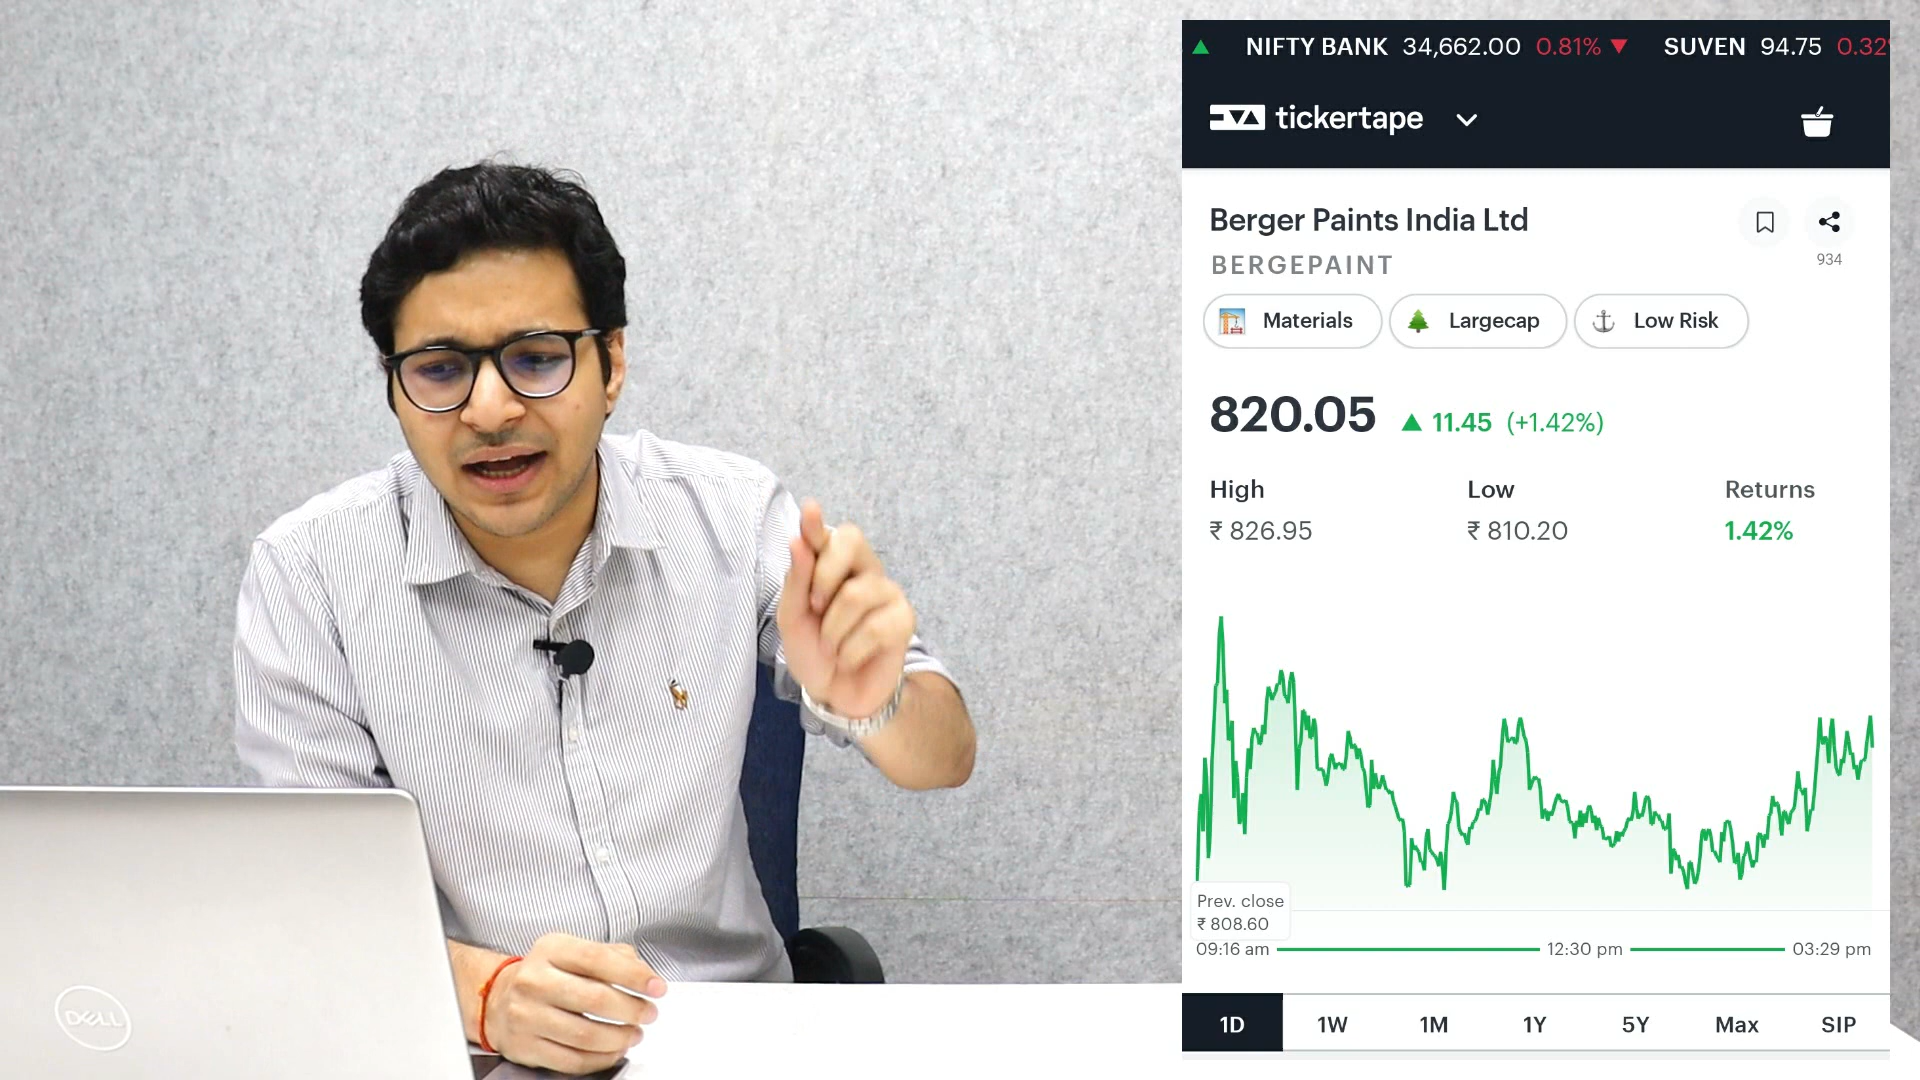 NIFTY BANK 34,662.00 0.81% ▼ SUVEN 94.75 0.32
tickertape
Berger Paints India Ltd
BERGEPAINT
934
Materials Largecap Low Risk
820.05 ▲ 11.45 (+1.42%)
High Low Returns
₹ 826.95 ₹ 810.20 1.42%
Prev. close
₹ 808.60
09:16 am 12:30 pm 03:29 pm
1D 1W 1M 1Y 5Y Max SIP
DELL